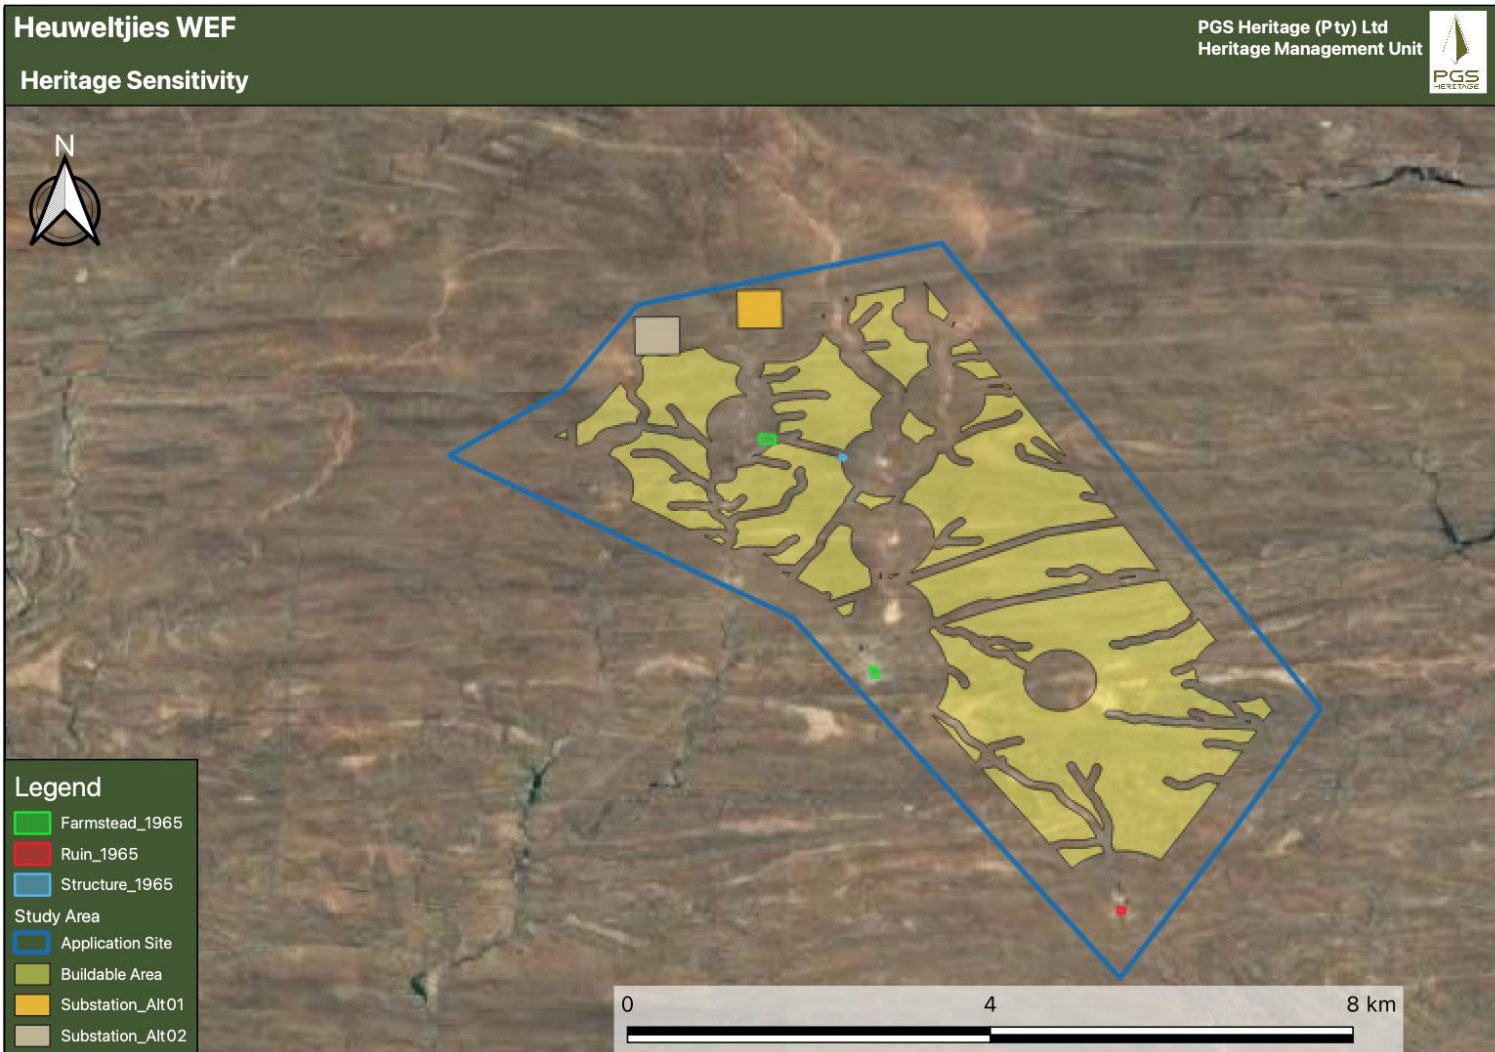 Heuweltjies WEF
Heritage Sensitivity
PGS Heritage (Pty) Ltd
Heritage Management Unit
PGS
HERITAGE
N
Legend
Farmstead_1965
Ruin_1965
Structure_1965
Study Area
Application Site
Buildable Area
Substation_Alt01
Substation_Alt02
0 4 8 km